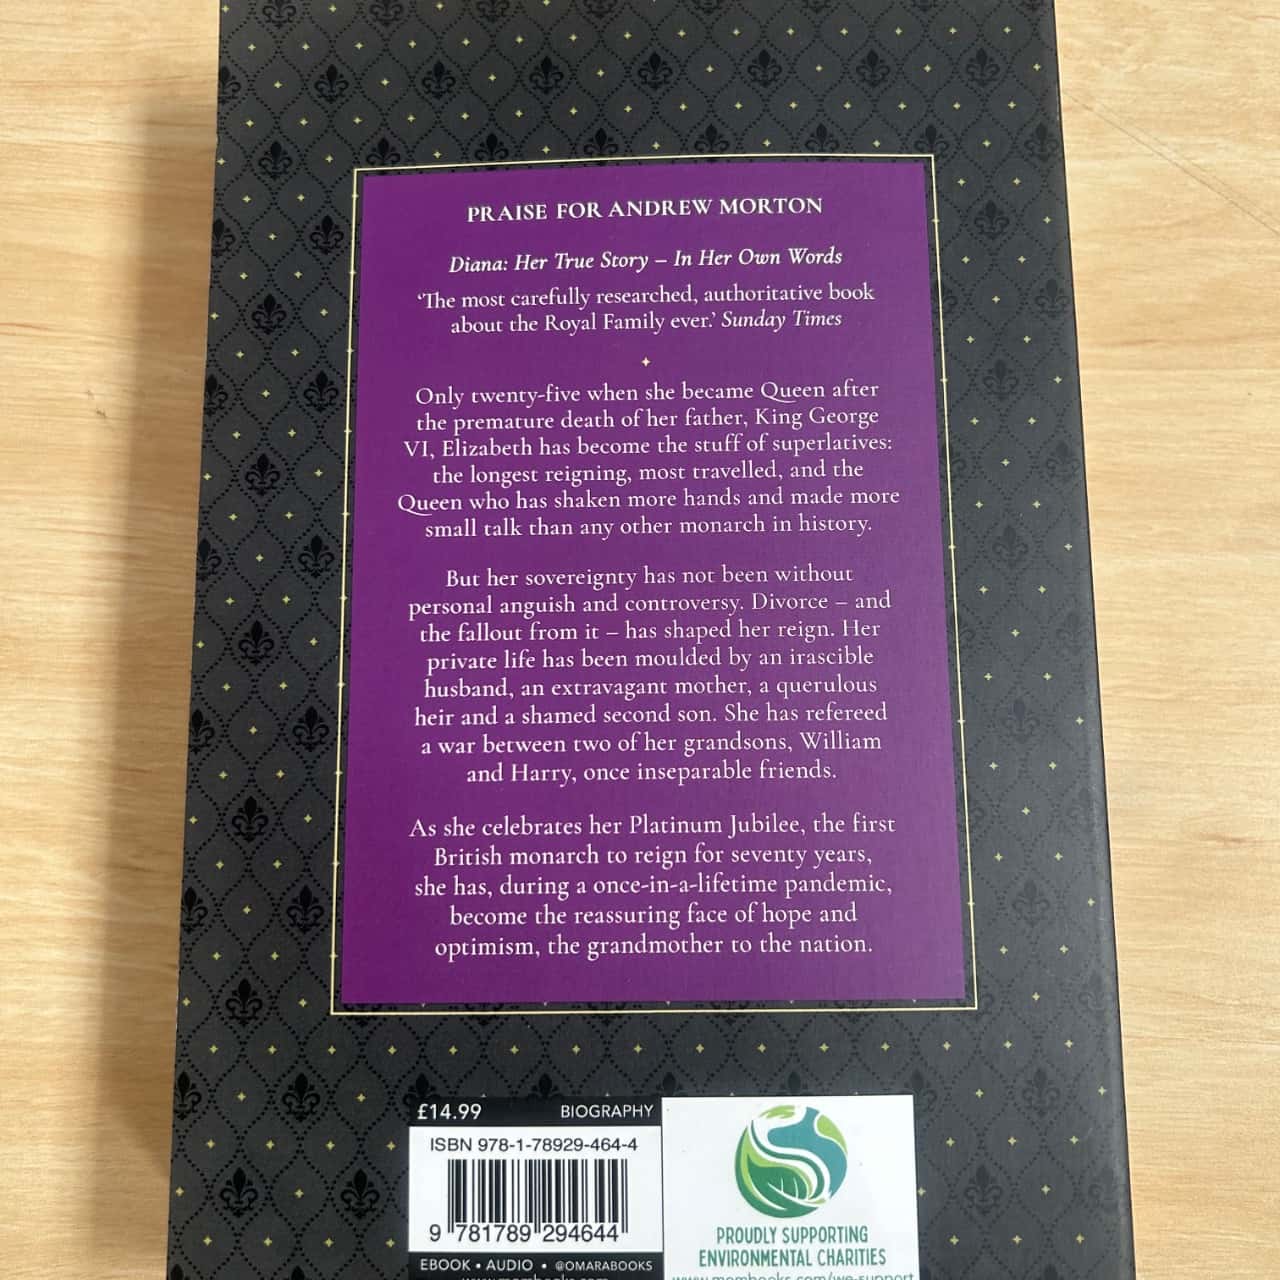 PRAISE FOR ANDREW MORTON
Diana: Her True Story – In Her Own Words
‘The most carefully researched, authoritative book
about the Royal Family ever.’ Sunday Times
Only twenty-five when she became Queen after
the premature death of her father, King George
VI, Elizabeth has become the stuff of superlatives:
the longest reigning, most travelled, and the
Queen who has shaken more hands and made more
small talk than any other monarch in history.
But her sovereignty has not been without
personal anguish and controversy. Divorce – and
the fallout from it – has shaped her reign. Her
private life has been moulded by an irascible
husband, an extravagant mother, a querulous
heir and a shamed second son. She has refereed
a war between two of her grandsons, William
and Harry, once inseparable friends.
As she celebrates her Platinum Jubilee, the first
British monarch to reign for seventy years,
she has, during a once-in-a-lifetime pandemic,
become the reassuring face of hope and
optimism, the grandmother to the nation.
£14.99 BIOGRAPHY
ISBN 978-1-78929-464-4
9 781789 294644
EBOOK • AUDIO • @OMARABOOKS
PROUDLY SUPPORTING
ENVIRONMENTAL CHARITIES